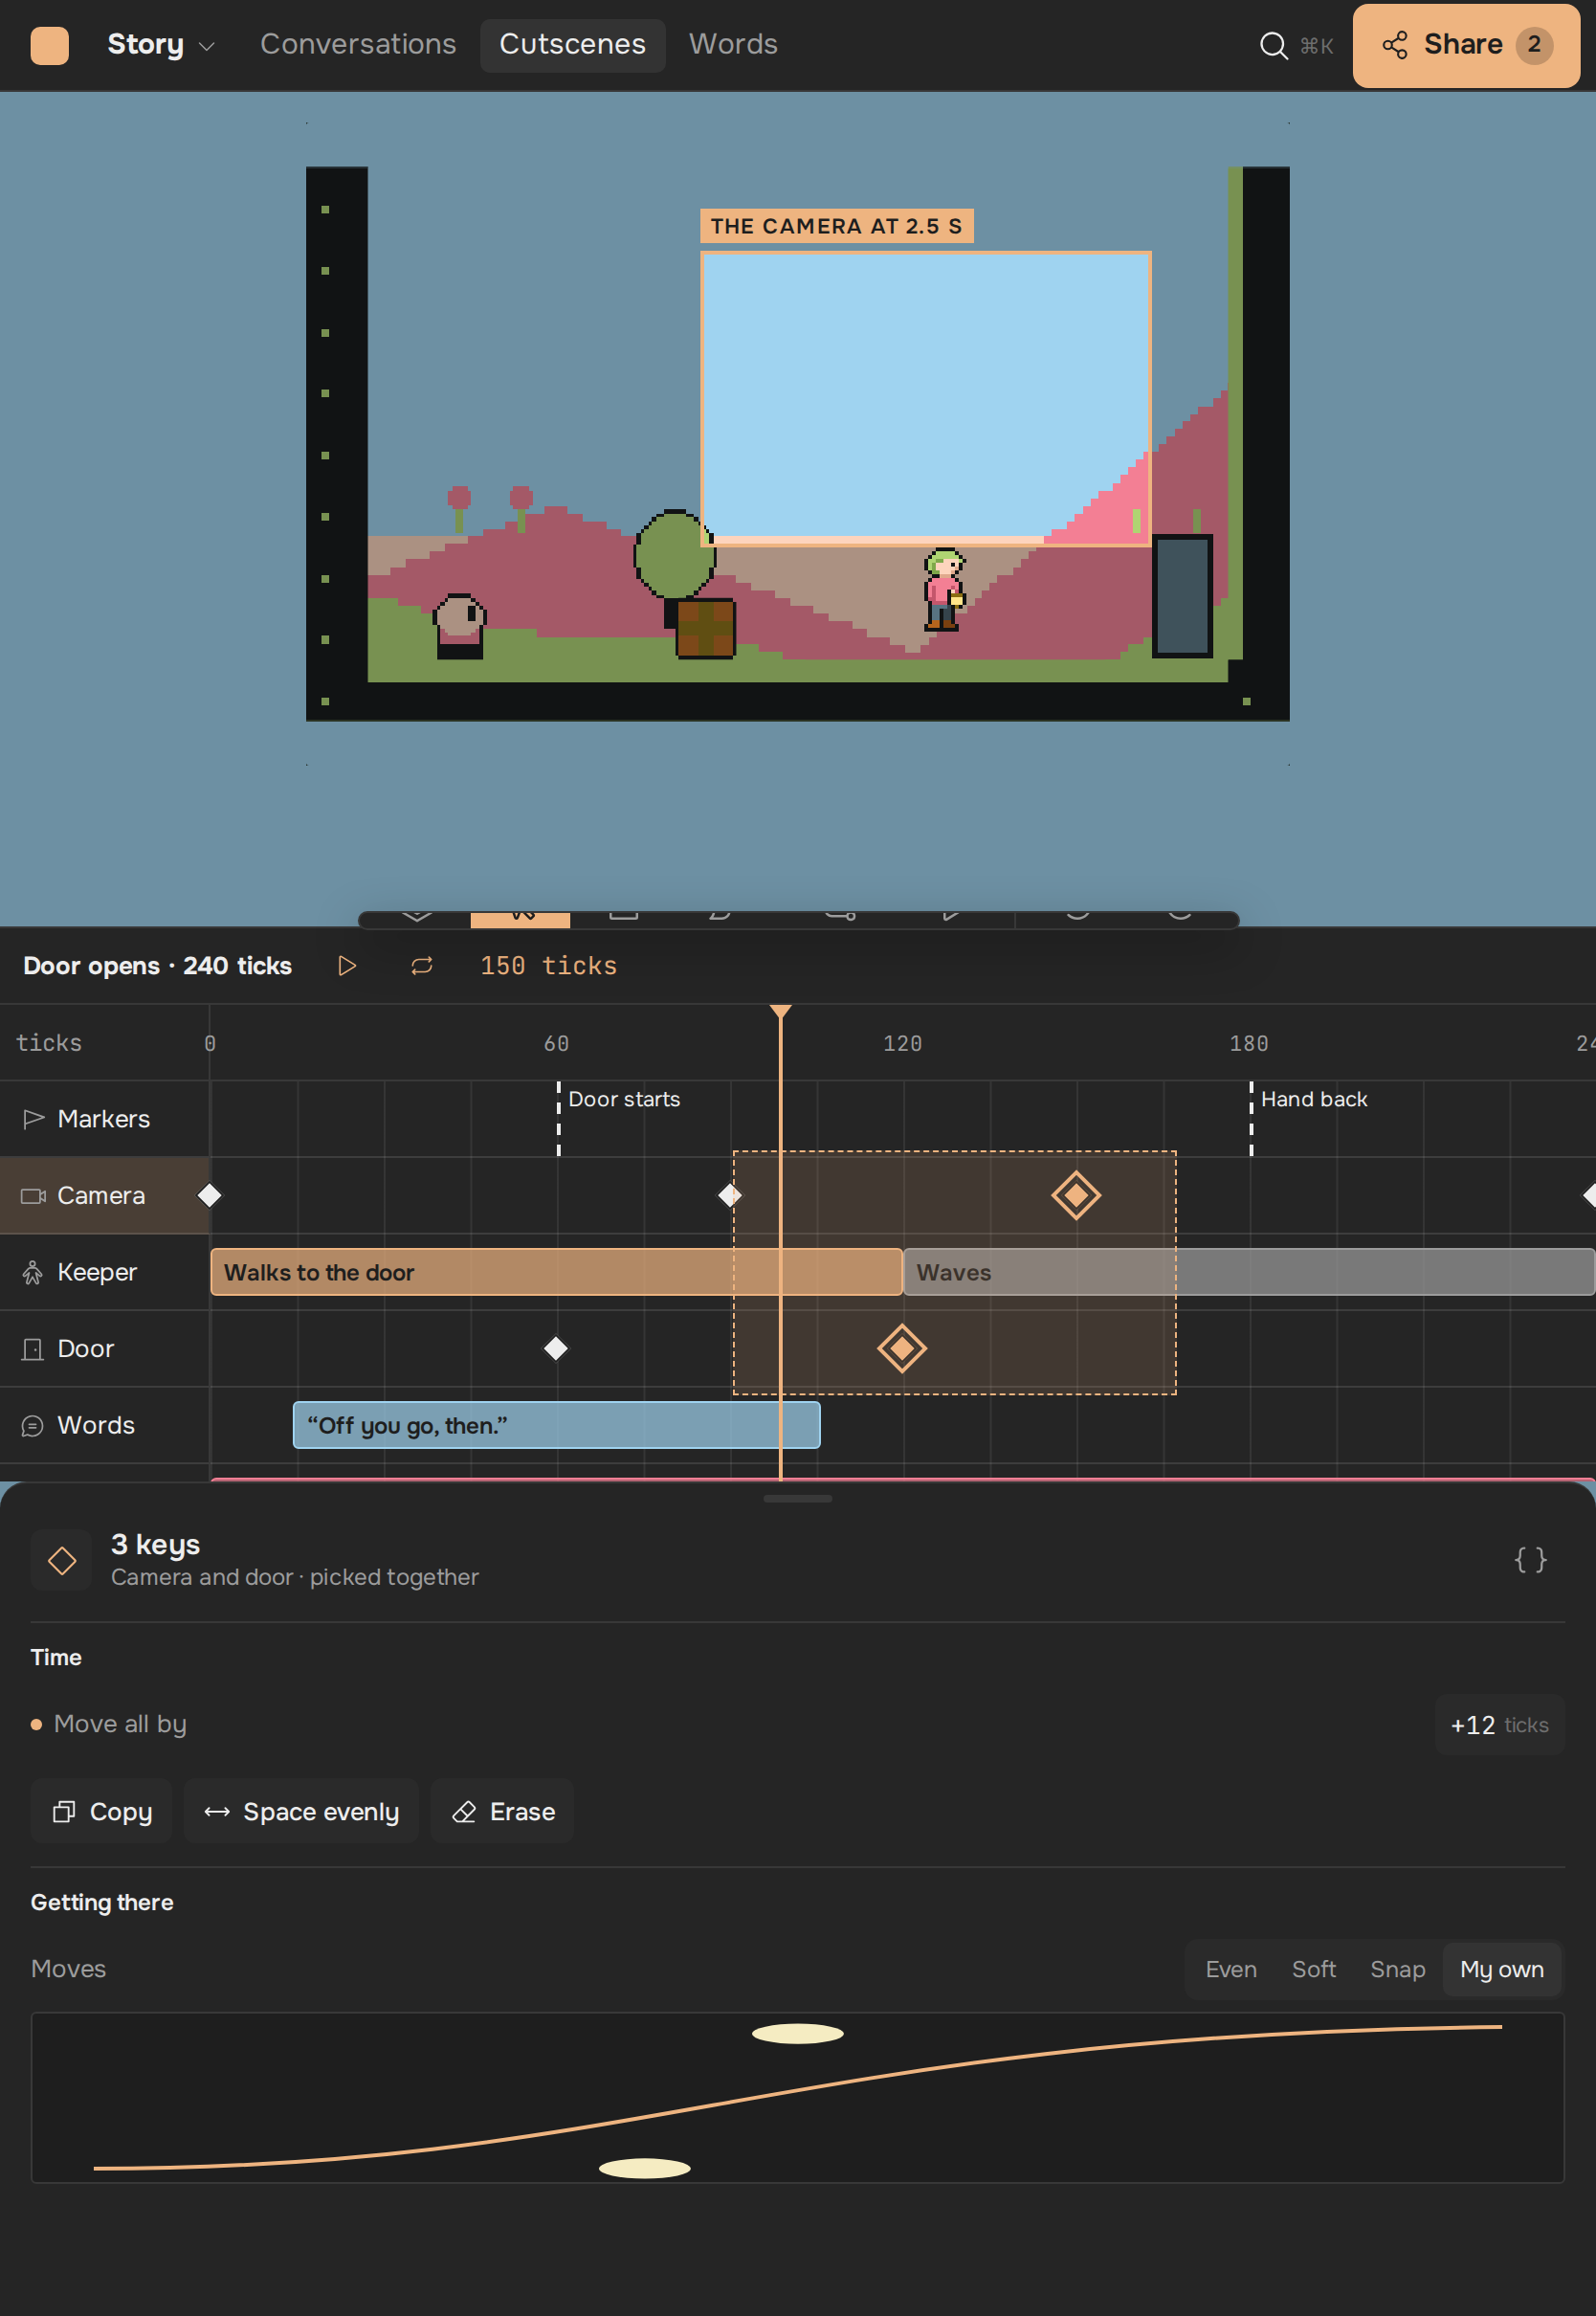 Story Conversations Cutscenes Words ⌘K Share 2
THE CAMERA AT 2.5 S
Door opens · 240 ticks 150 ticks
ticks 0 60 120 180
Markers Door starts Hand back
Camera
Keeper Walks to the door Waves
Door
Words “Off you go, then.”
3 keys
Camera and door · picked together
{ }
Time
Move all by +12 ticks
Copy Space evenly Erase
Getting there
Moves Even Soft Snap My own